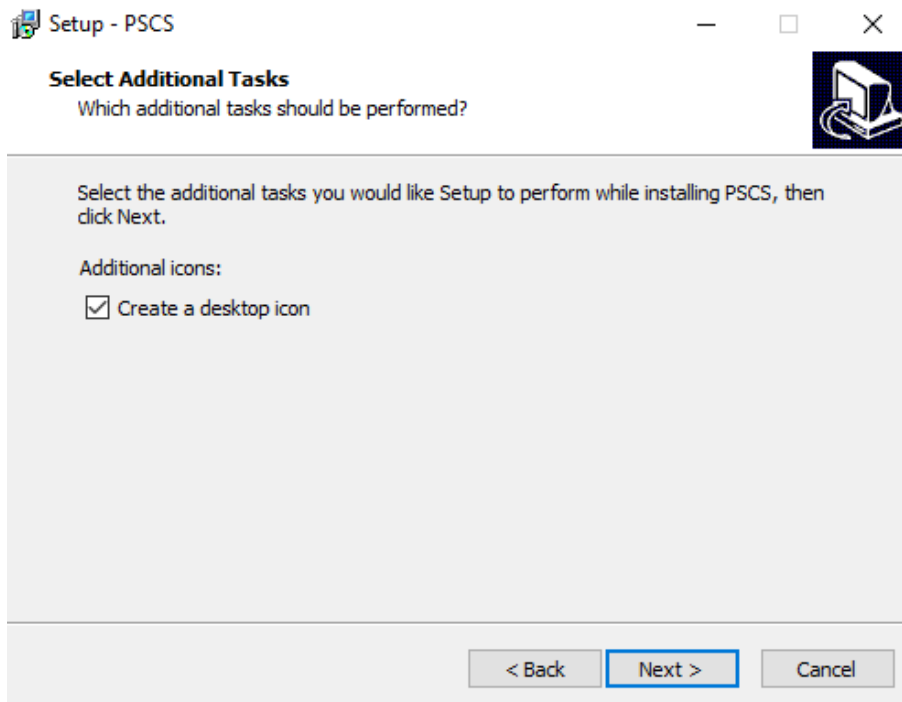 Setup - PSCS
Select Additional Tasks
Which additional tasks should be performed?
Select the additional tasks you would like Setup to perform while installing PSCS, then
click Next.
Additional icons:
Create a desktop icon
< Back
Next >
Cancel